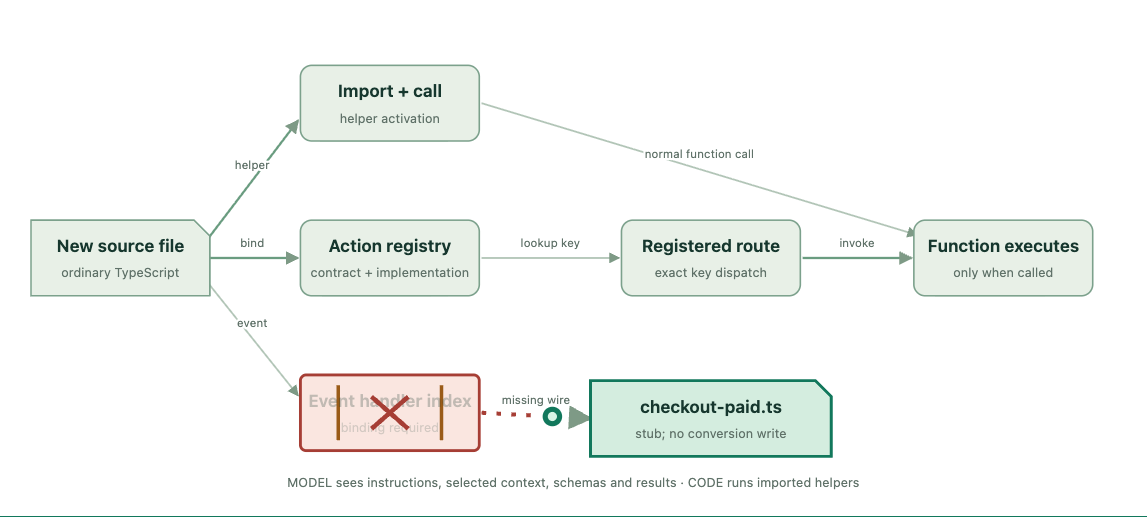 Import + call
helper activation
normal function call
helper
New source file
ordinary TypeScript
bind
Action registry
contract + implementation
lookup key
Registered route
exact key dispatch
invoke
Function executes
only when called
event
Event handler index
binding required
missing wire
checkout-paid.ts
stub; no conversion write
MODEL sees instructions, selected context, schemas and results · CODE runs imported helpers